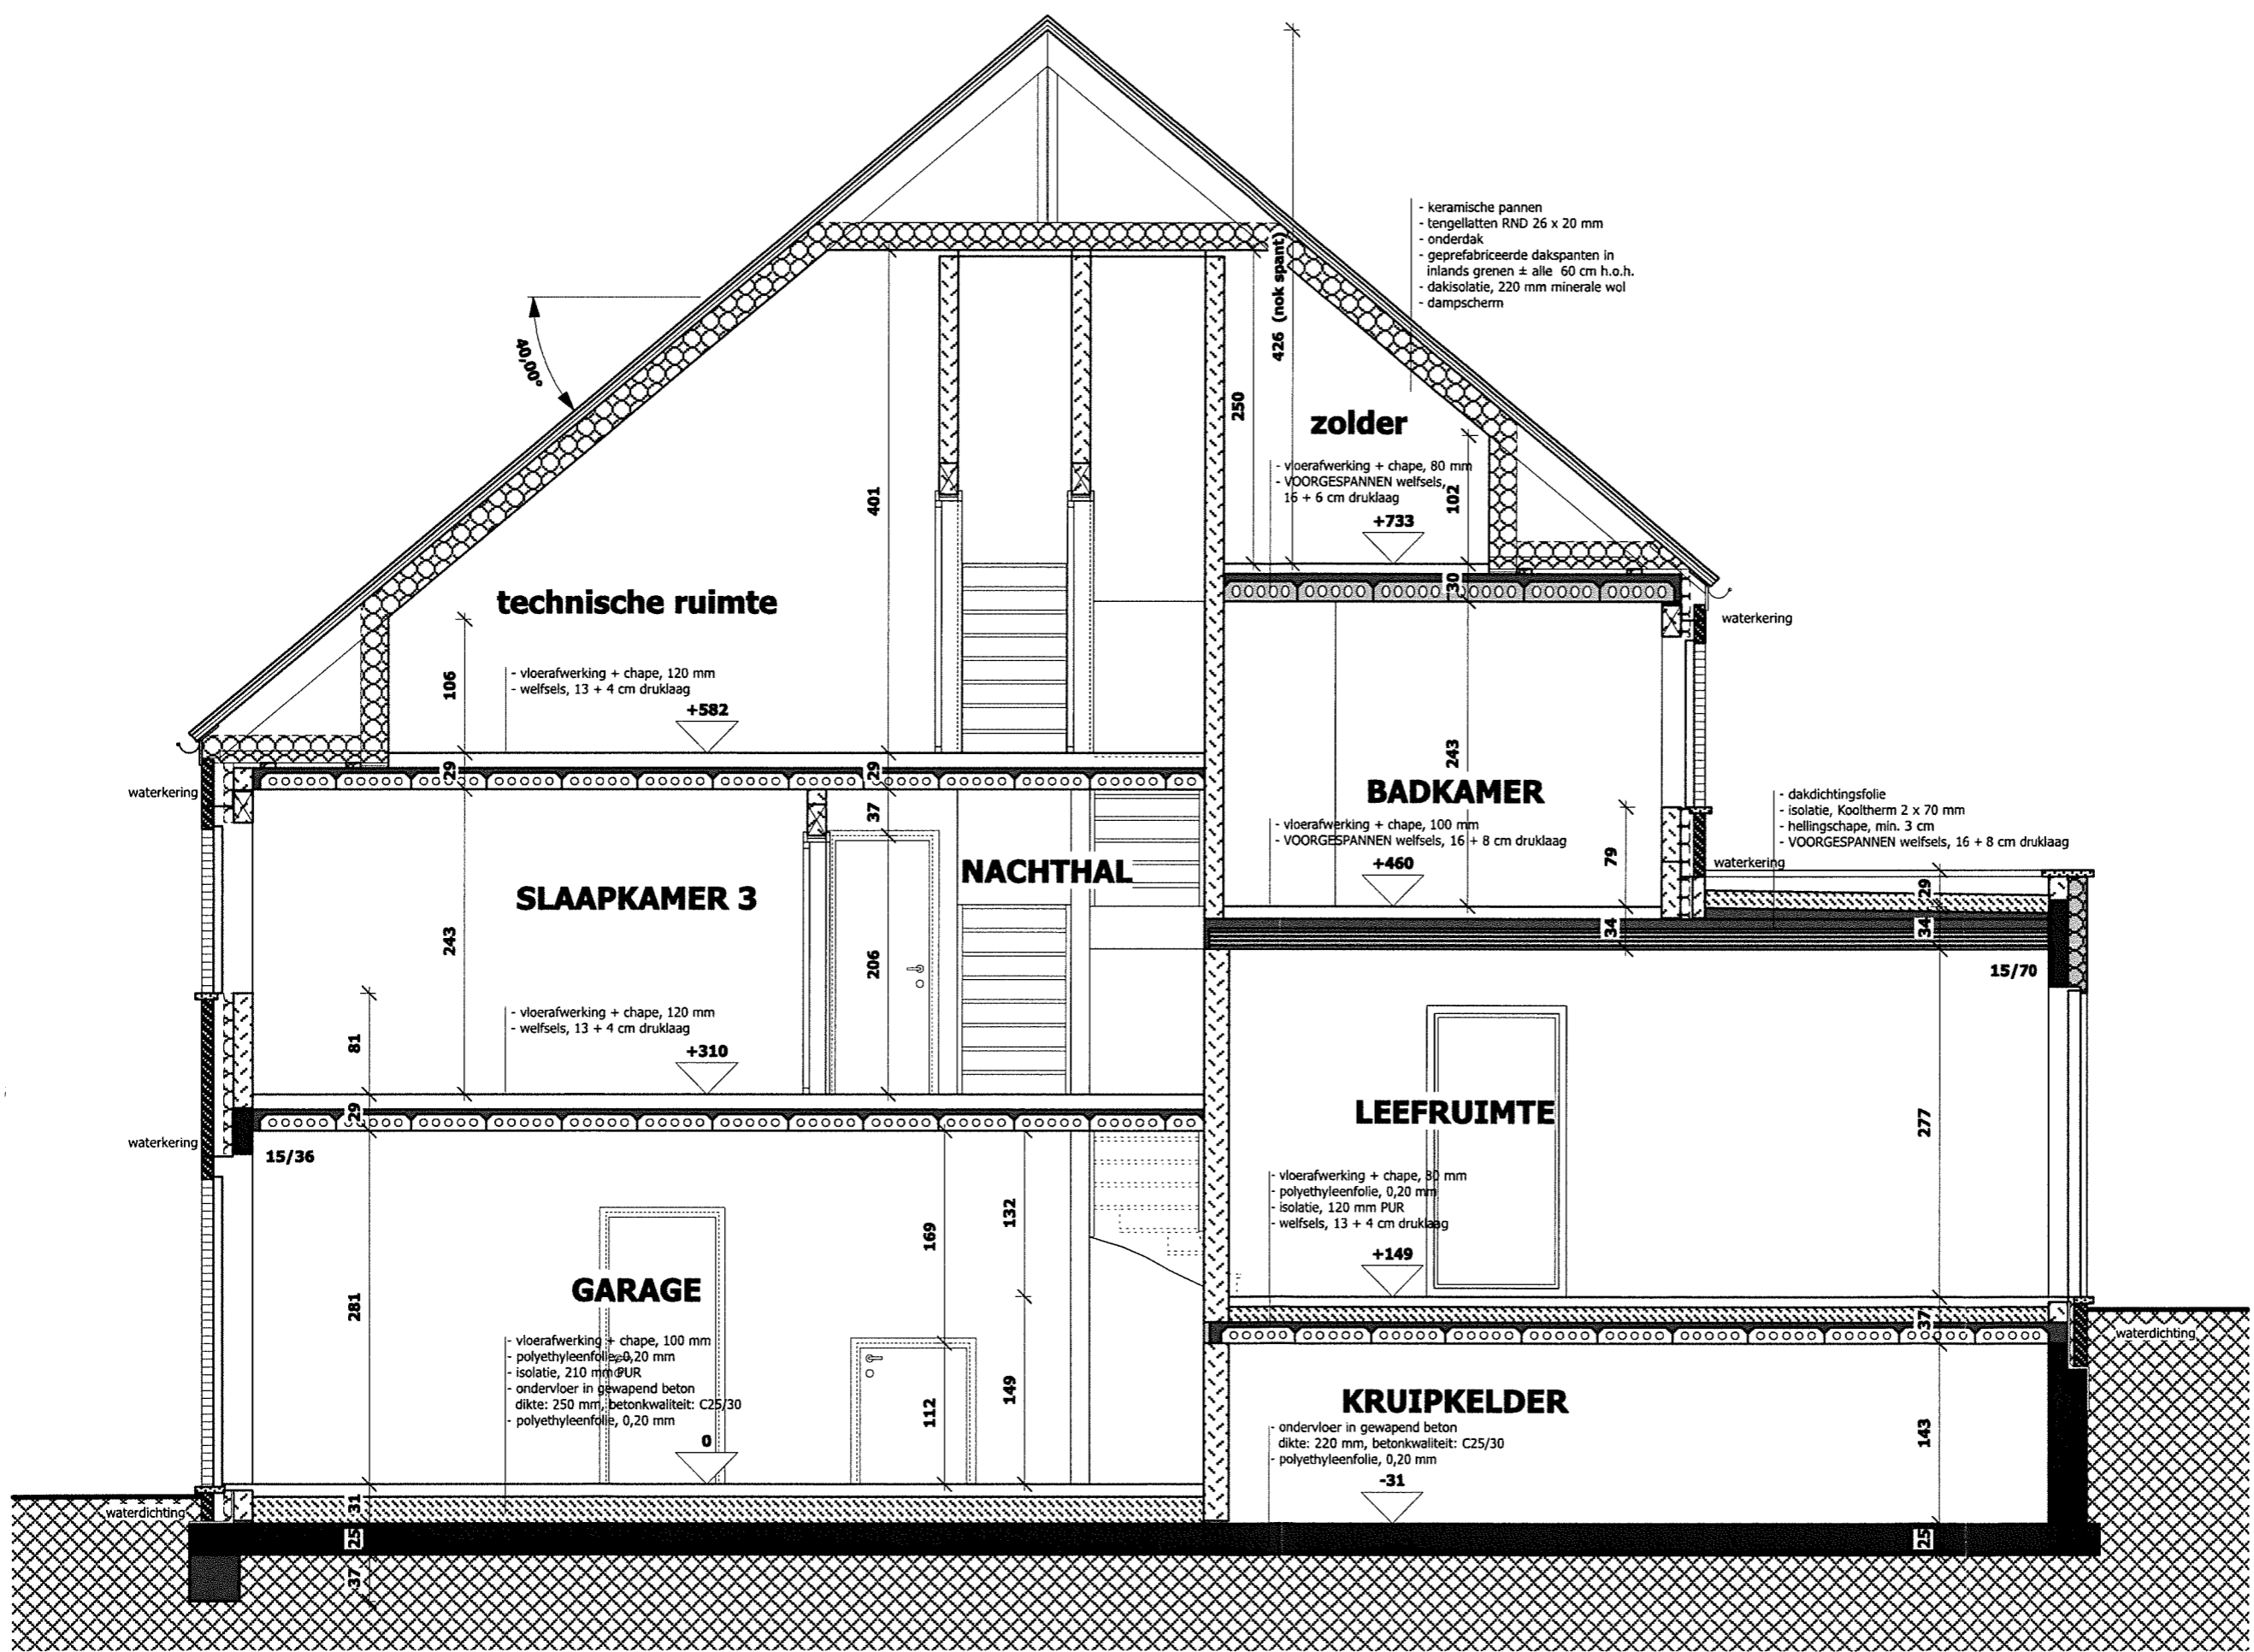 - keramische pannen
- tengellatten RND 26 x 20 mm
- onderdak
- geprefabriceerde dakspanten in
inlands grenen ± alle 60 cm h.o.h.
- dakisolatie, 220 mm minerale wol
- dampscherm
426 (nok spant)
40,00°
250
zolder
- vloerafwerking + chape, 80 mm
- VOORGESPANNEN welfsels,
16 + 6 cm druklaag
102
+733
401
30
technische ruimte
waterkering
106
- vloerafwerking + chape, 120 mm
- welfsels, 13 + 4 cm druklaag
+582
29
29
243
BADKAMER
waterkering
- dakdichtingsfolie
- isolatie, Kooltherm 2 x 70 mm
- hellingschape, min. 3 cm
- VOORGESPANNEN welfsels, 16 + 8 cm druklaag
37
- vloerafwerking + chape, 100 mm
- VOORGESPANNEN welfsels, 16 + 8 cm druklaag
+460
79
waterkering
NACHTHAL
SLAAPKAMER 3
29
34
34
243
206
15/70
- vloerafwerking + chape, 120 mm
- welfsels, 13 + 4 cm druklaag
81
+310
29
LEEFRUIMTE
277
waterkering
15/36
- vloerafwerking + chape, 80 mm
- polyethyleenfolie, 0,20 mm
- isolatie, 120 mm PUR
- welfsels, 13 + 4 cm druklaag
132
169
+149
GARAGE
281
37
waterdichting
- vloerafwerking + chape, 100 mm
- polyethyleenfolie, 0,20 mm
- isolatie, 210 mm PUR
- ondervloer in gewapend beton
dikte: 250 mm, betonkwaliteit: C25/30
- polyethyleenfolie, 0,20 mm
149
112
KRUIPKELDER
- ondervloer in gewapend beton
dikte: 220 mm, betonkwaliteit: C25/30
- polyethyleenfolie, 0,20 mm
143
0
-31
waterdichting
31
25
25
37